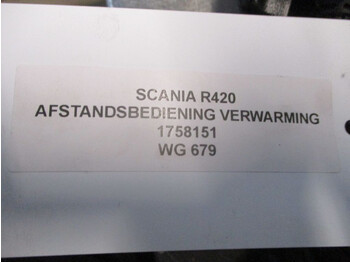 SCANIA R420
AFSTANDSBEDIENING VERWARMING
1758151
WG 679